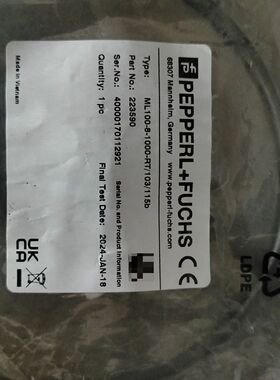 PEPPERL+FUCHS CE
68307 Mannheim, Germany
www.pepperl-fuchs.com
Type: ML100-8-1000-RT/103/115b
Part No.: 223590
Ser.No.: 40000170112921
Serial No. and Product Information
Quantity: 1 pc
Final Test Date: 2024-JAN-18
Made in Vietnam
UK
CA
LDPE